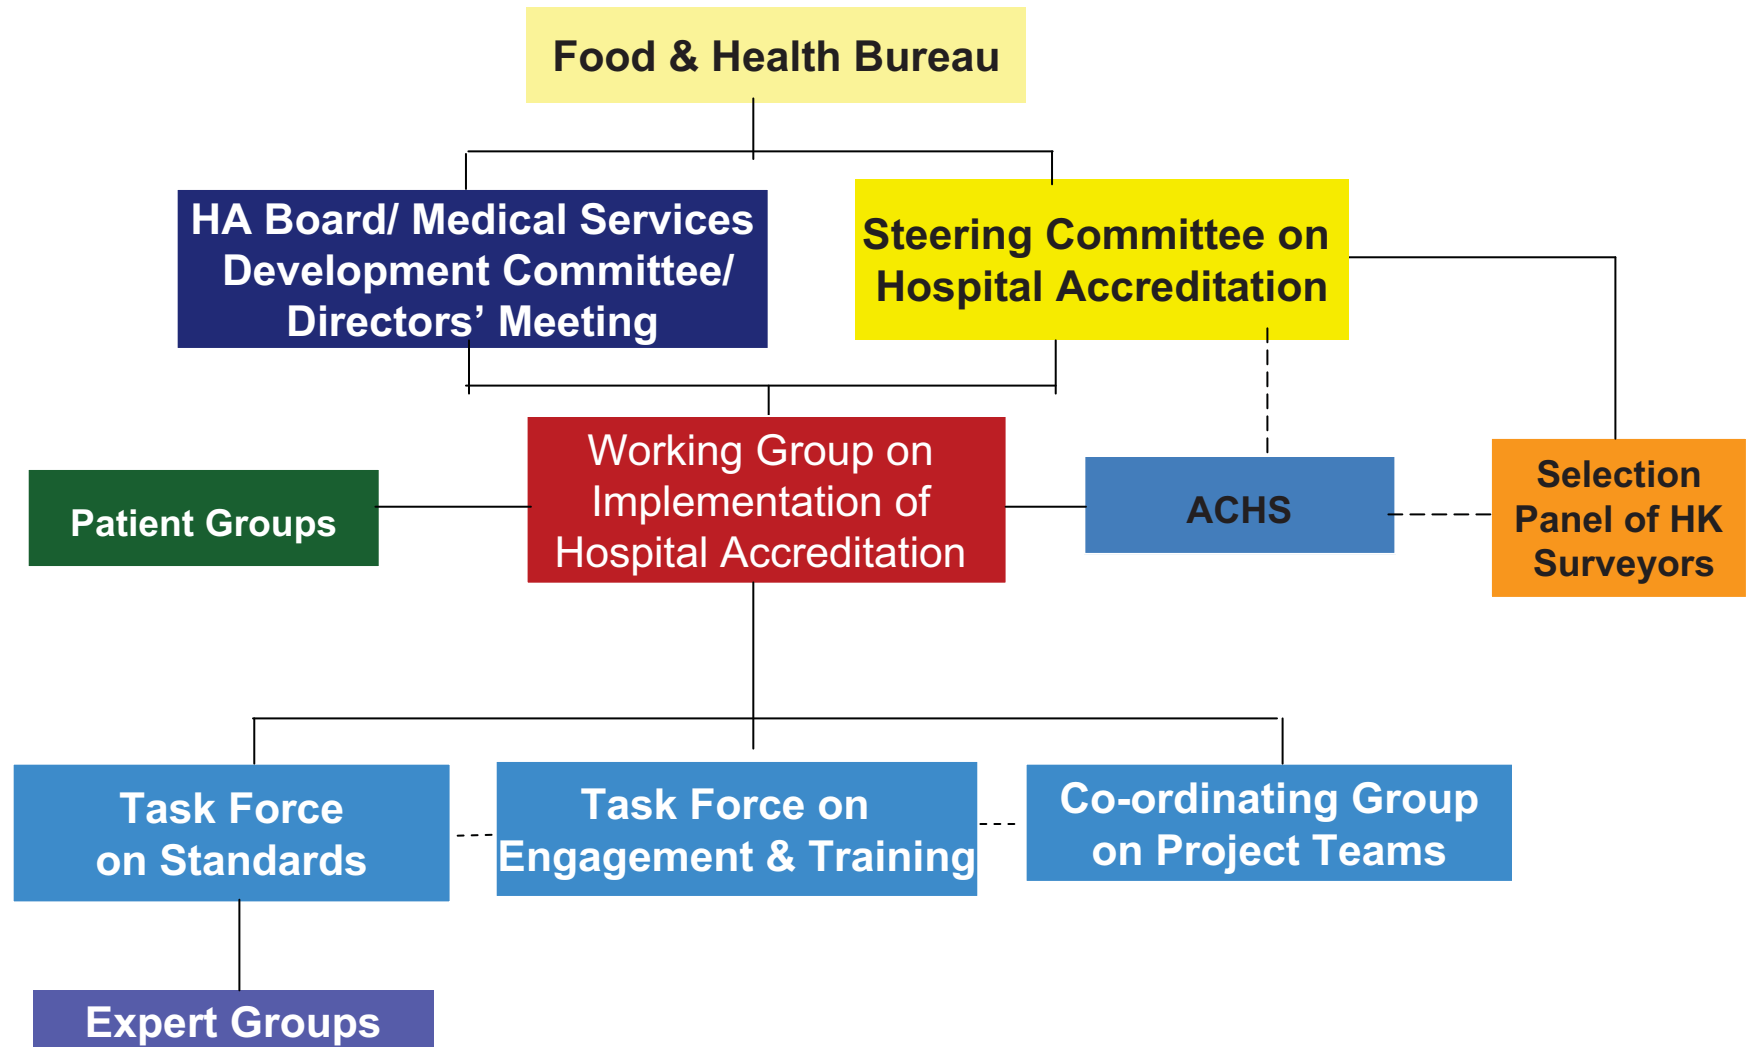 Food & Health Bureau
HA Board/ Medical Services
Development Committee/
Directors’ Meeting
Steering Committee on
Hospital Accreditation
Patient Groups
Working Group on
Implementation of
Hospital Accreditation
ACHS
Selection
Panel of HK
Surveyors
Task Force
on Standards
Task Force on
Engagement & Training
Co-ordinating Group
on Project Teams
Expert Groups